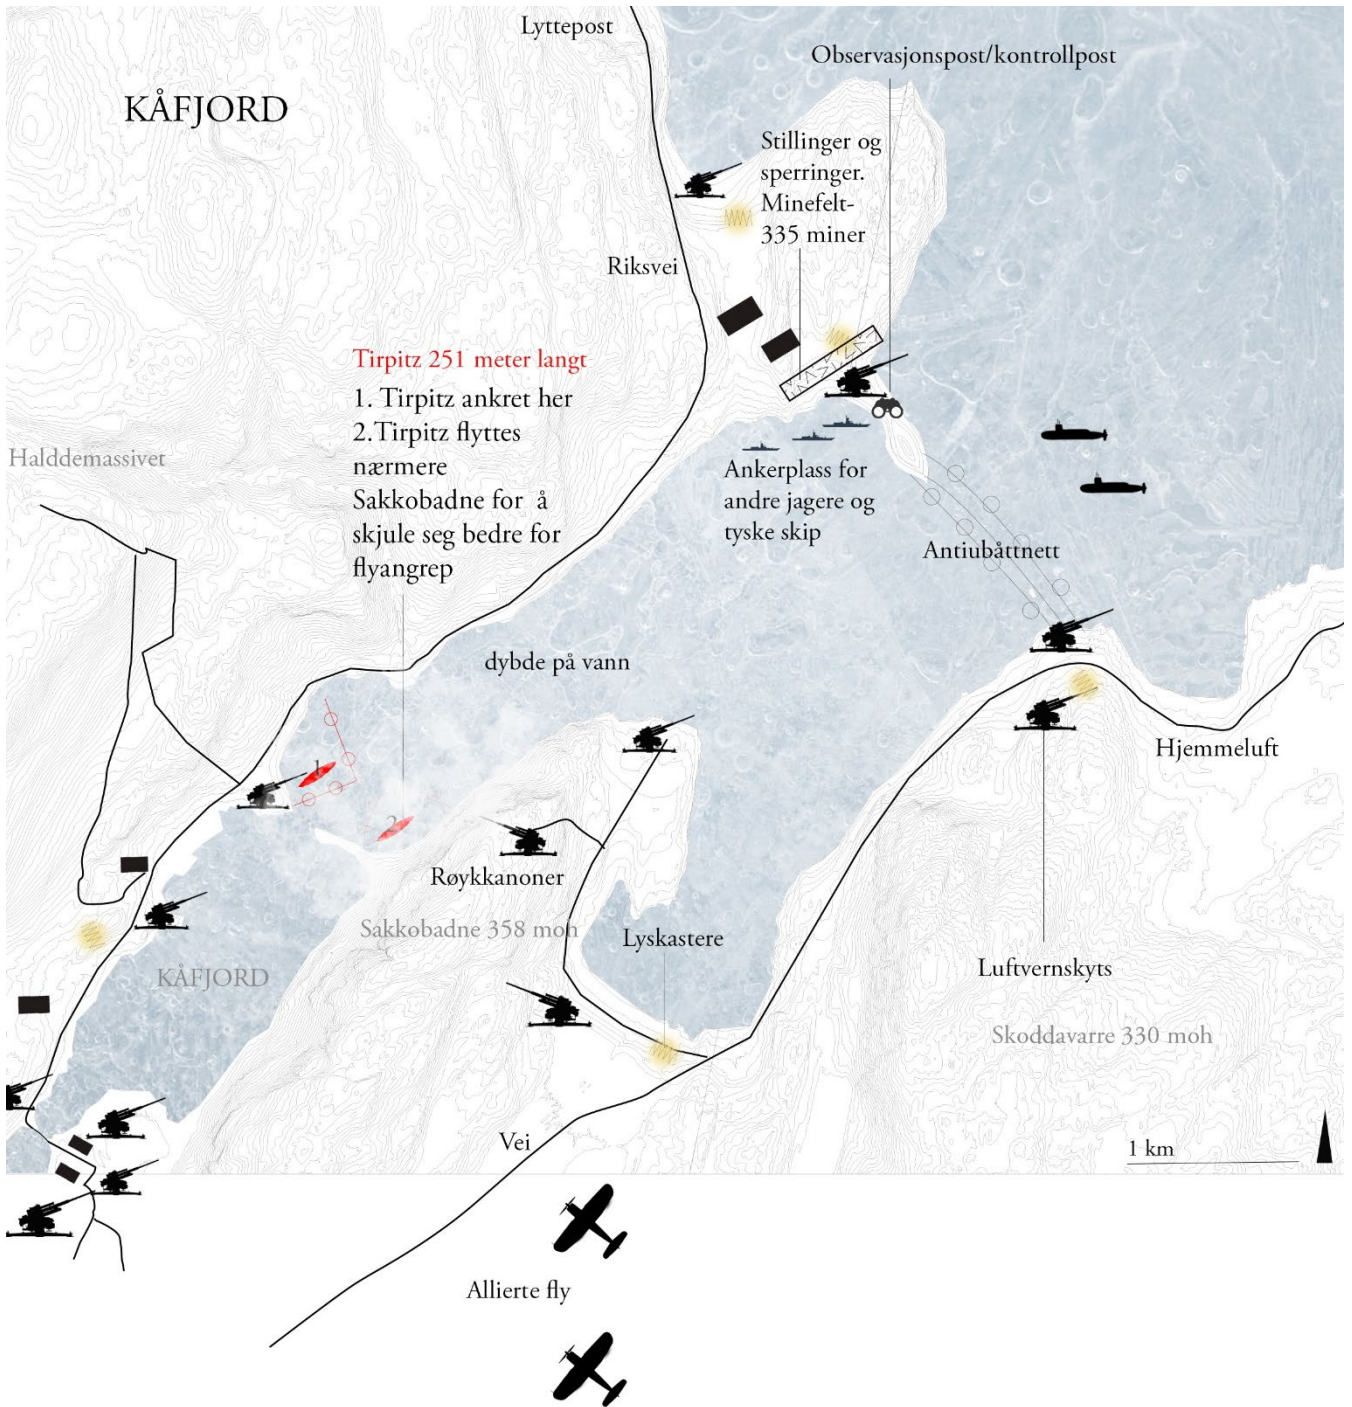 Lyttepost
Observasjonspost/kontrollpost
KÅFJORD
Stillinger og
sperringer.
Minefelt-
335 miner
Riksvei
Tirpitz 251 meter langt
1. Tirpitz ankret her
2.Tirpitz flyttes
nærmere
Sakkobadne for å
skjule seg bedre for
flyangrep
Halddemassivet
Ankerplass for
andre jagere og
tyske skip
Antiubåttnett
dybde på vann
Hjemmeluft
1
2
Røykkanoner
Sakkobadne 358 moh
Lyskastere
KÅFJORD
Luftvernskyts
Skoddavarre 330 moh
Vei
1 km
Allierte fly